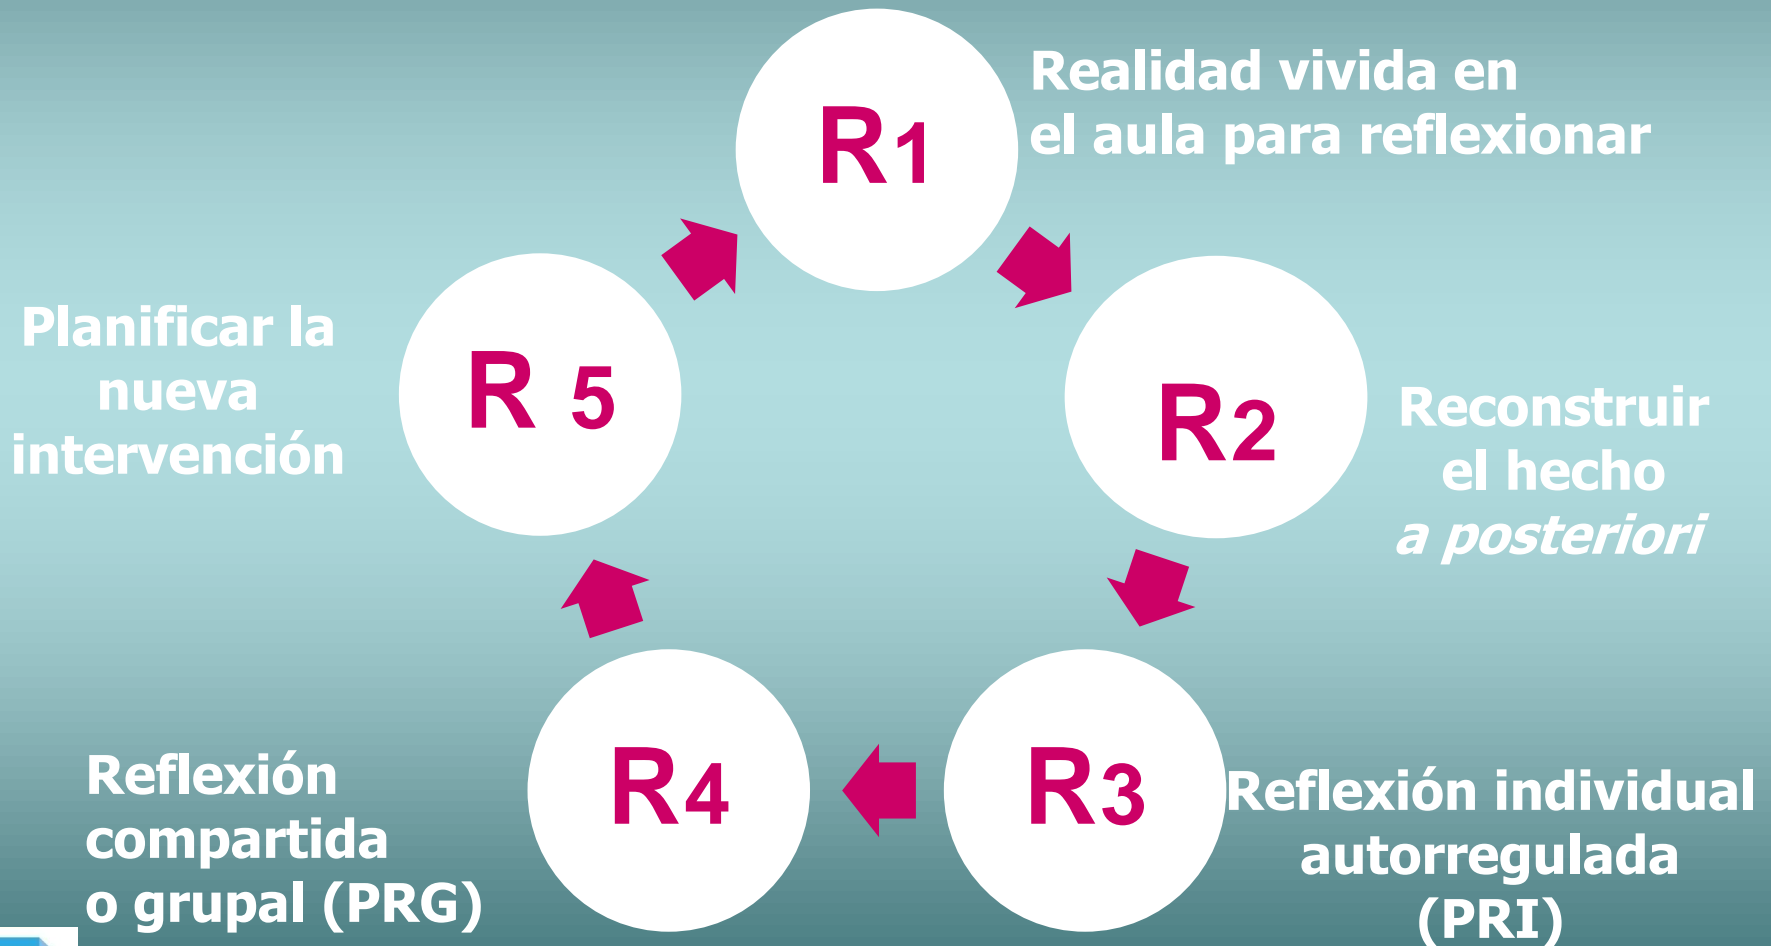 R1
Realidad vivida en
el aula para reflexionar
R2
Reconstruir
el hecho
a posteriori
R3
Reflexión individual
autorregulada
(PRI)
R4
Reflexión
compartida
o grupal (PRG)
R 5
Planificar la
nueva
intervención